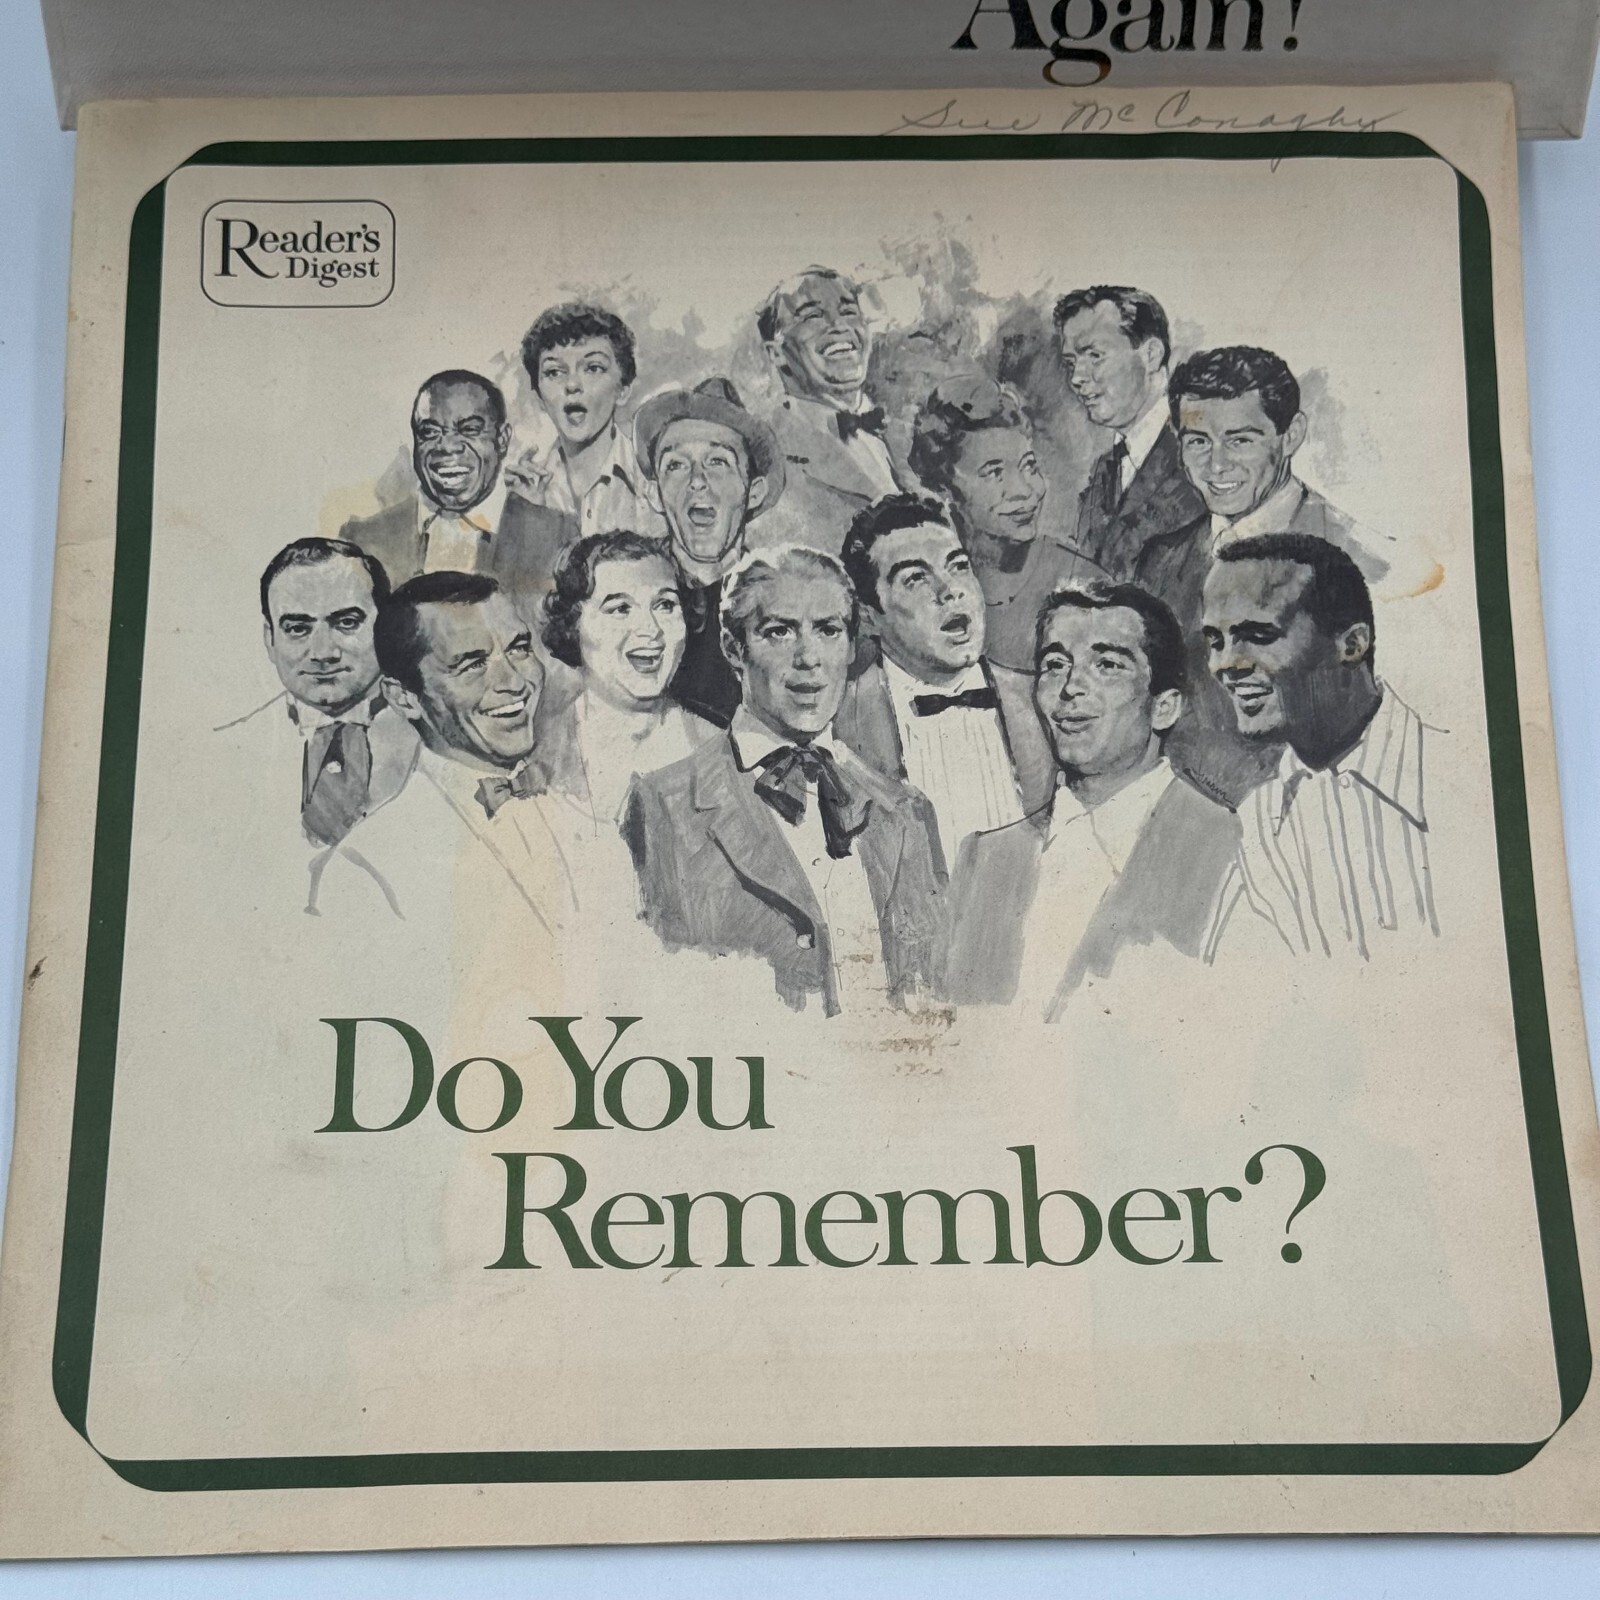 Again!
Sue McConaghy
Reader's
Digest
Do You
Remember?